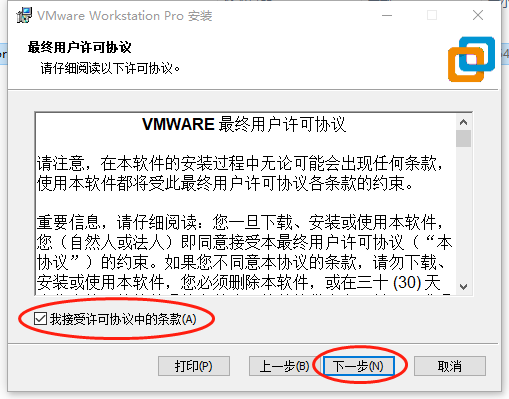 VMware Workstation Pro 安装
最终用户许可协议
请仔细阅读以下许可协议。
VMWARE 最终用户许可协议
请注意，在本软件的安装过程中无论可能会出现任何条款，
使用本软件都将受此最终用户许可协议各条款的约束。
重要信息，请仔细阅读：您一旦下载、安装或使用本软件，
您（自然人或法人）即同意接受本最终用户许可协议（“本
协议”）的约束。如果您不同意本协议的条款，请勿下载、
安装或使用本软件，您必须删除本软件，或在三十 (30) 天
我接受许可协议中的条款(A)
打印(P)
上一步(B)
下一步(N)
取消